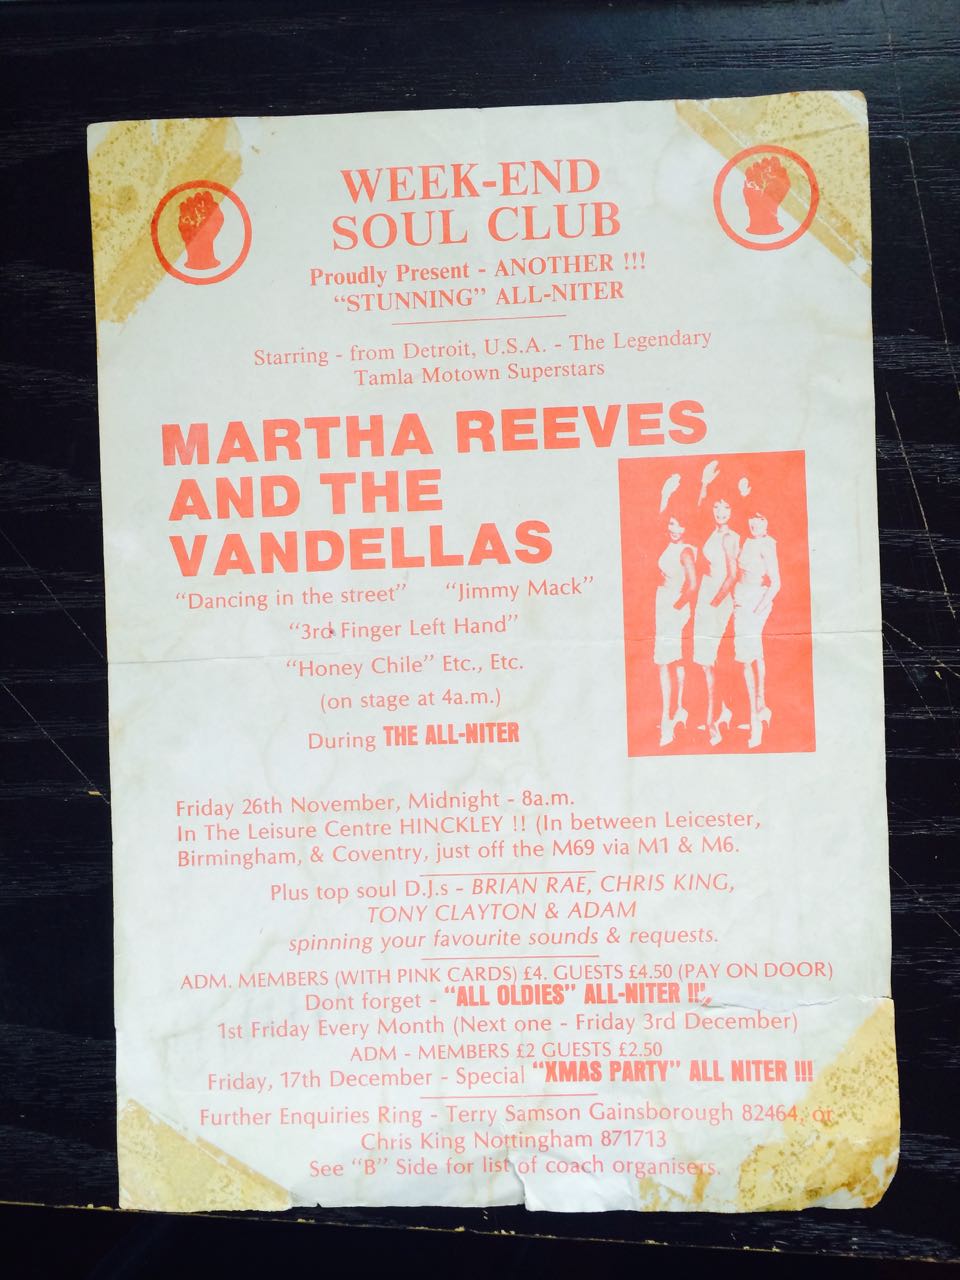 WEEK-END
SOUL CLUB
Proudly Present - ANOTHER !!!
“STUNNING” ALL-NITER
Starring - from Detroit, U.S.A. - The Legendary
Tamla Motown Superstars
MARTHA REEVES
AND THE
VANDELLAS
“Dancing in the street” “Jimmy Mack”
“3rd Finger Left Hand”
“Honey Chile” Etc., Etc.
(on stage at 4a.m.)
During THE ALL-NITER
Friday 26th November, Midnight - 8a.m.
In The Leisure Centre HINCKLEY !! (In between Leicester,
Birmingham, & Coventry, just off the M69 via M1 & M6.
Plus top soul D.J.s - BRIAN RAE, CHRIS KING,
TONY CLAYTON & ADAM
spinning your favourite sounds & requests.
ADM. MEMBERS (WITH PINK CARDS) £4. GUESTS £4.50 (PAY ON DOOR)
Dont forget - “ALL OLDIES” ALL-NITER !!’,
1st Friday Every Month (Next one - Friday 3rd December)
ADM - MEMBERS £2 GUESTS £2.50
Friday, 17th December - Special “XMAS PARTY” ALL NITER !!!
Further Enquiries Ring - Terry Samson Gainsborough 82464, or
Chris King Nottingham 871713
See “B” Side for list of coach organisers.